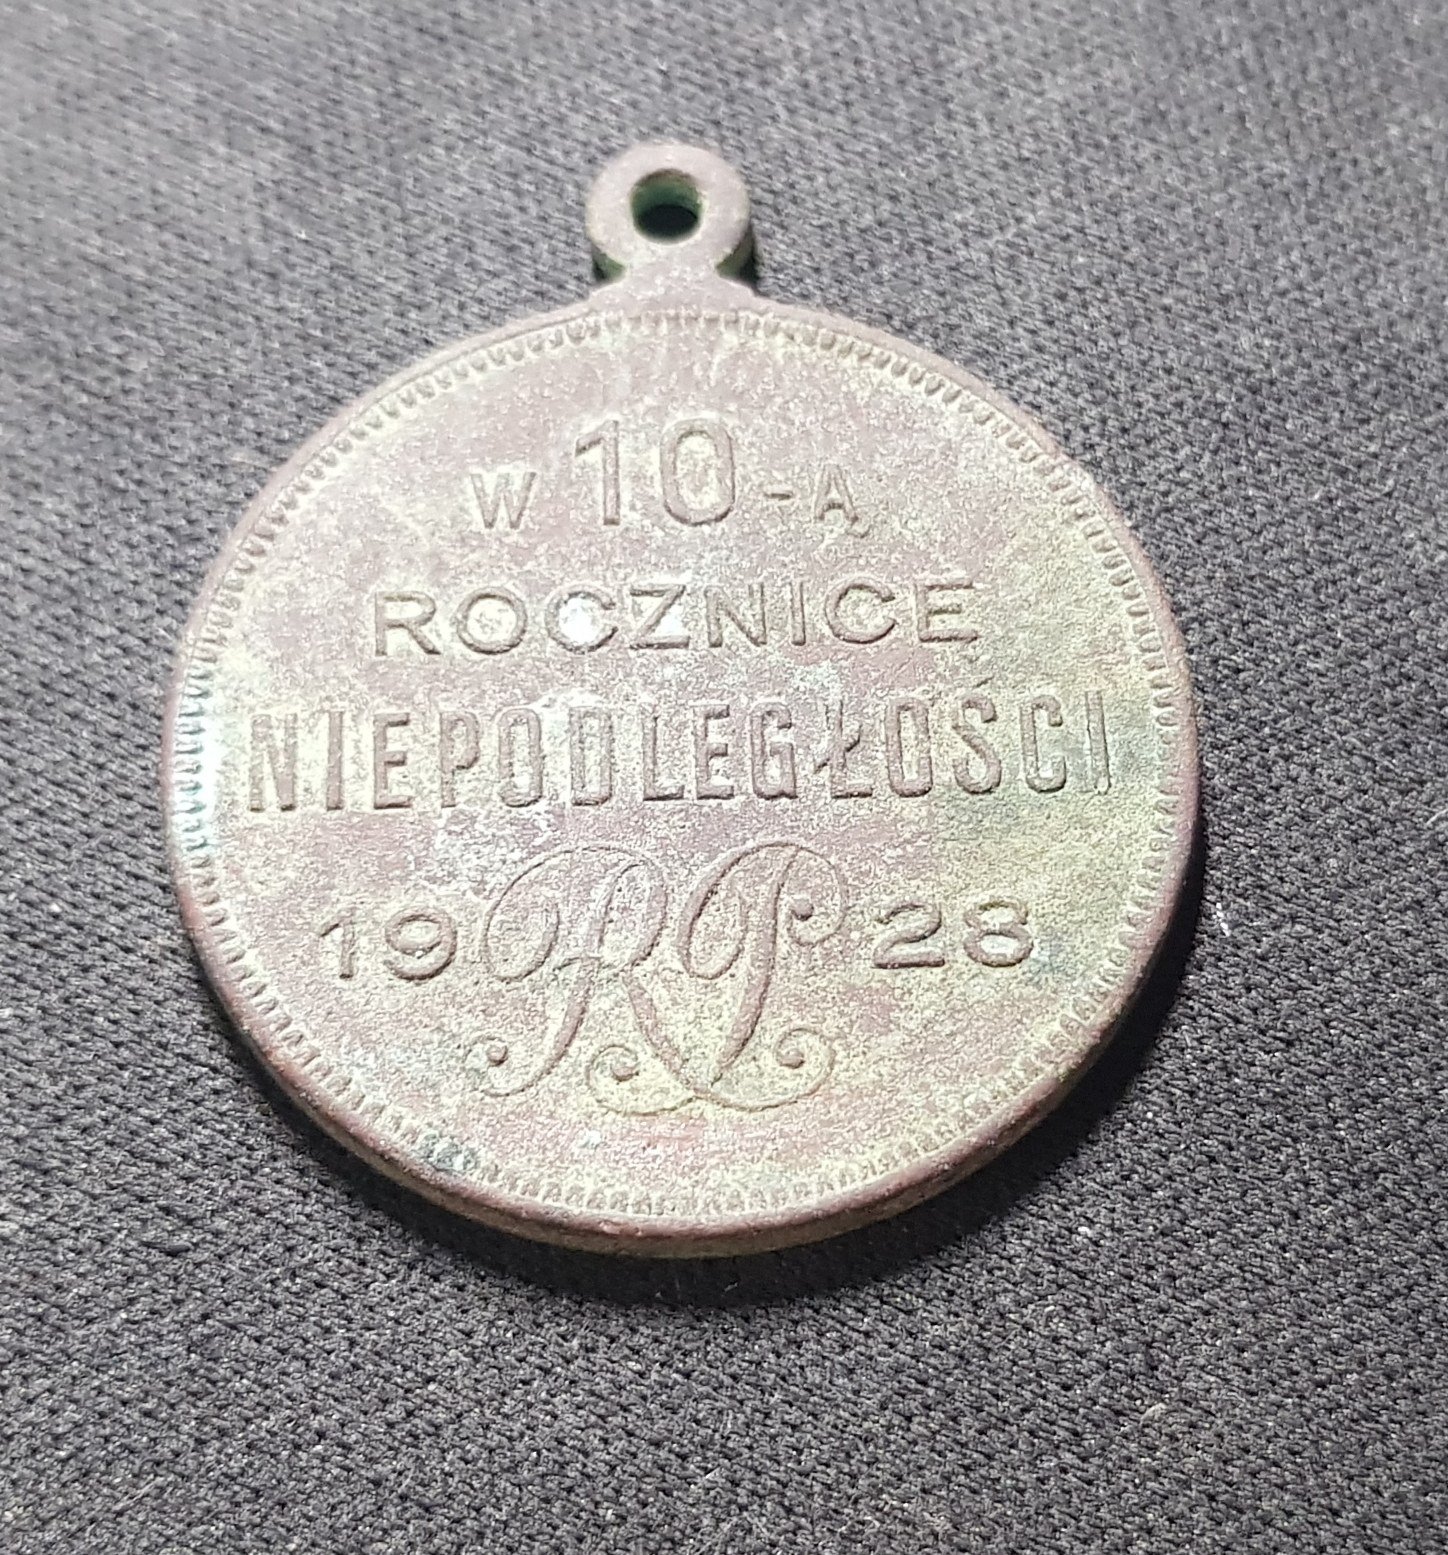 W 10-Ą
ROCZNICE
NIEPODLEGŁOŚCI
19 RP 28